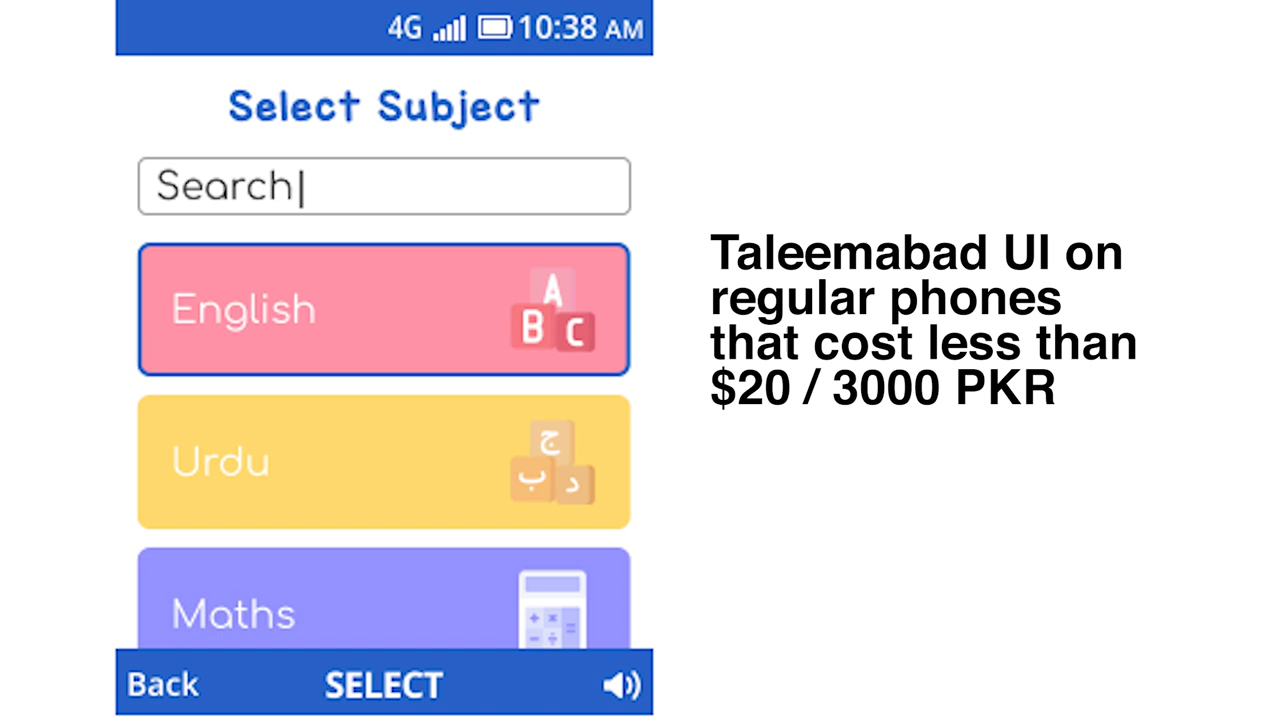 4G 10:38 AM
Select Subject
Search
English
A
B C
Urdu
ج
ب د
Maths
Back SELECT
Taleemabad UI on
regular phones
that cost less than
$20 / 3000 PKR